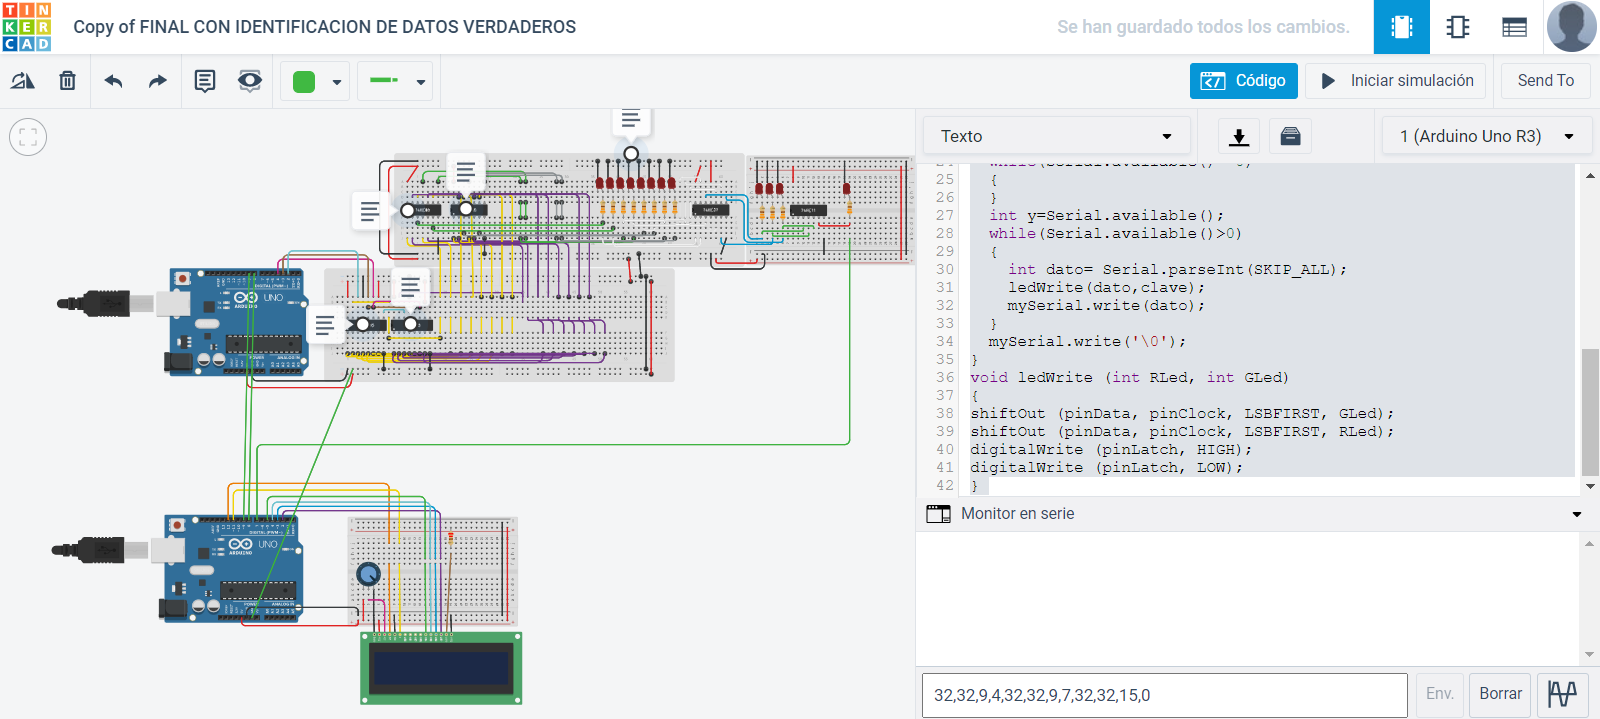 TIN
KER
CAD
Copy of FINAL CON IDENTIFICACION DE DATOS VERDADEROS
Se han guardado todos los cambios.
Código
Iniciar simulación
Send To
Texto
1 (Arduino Uno R3)
25 {
26 }
27 int y=Serial.available();
28 while(Serial.available()>0)
29 {
30 int dato= Serial.parseInt(SKIP_ALL);
31 ledWrite(dato,clave);
32 mySerial.write(dato);
33 }
34 mySerial.write('\0');
35 }
36 void ledWrite (int RLed, int GLed)
37 {
38 shiftOut (pinData, pinClock, LSBFIRST, GLed);
39 shiftOut (pinData, pinClock, LSBFIRST, RLed);
40 digitalWrite (pinLatch, HIGH);
41 digitalWrite (pinLatch, LOW);
42 }
UNO
ARDUINO
UNO
ARDUINO
Monitor en serie
32,32,9,4,32,32,9,7,32,32,15,0
Env.
Borrar